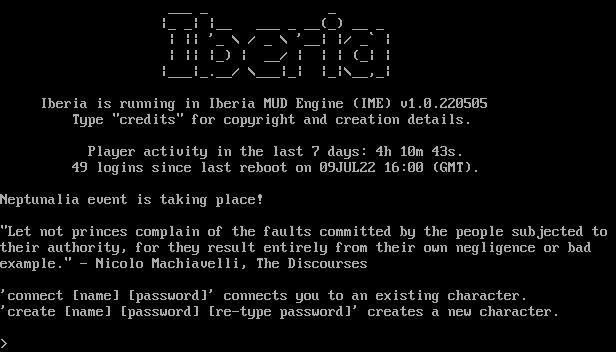 Iberia
Iberia is running in Iberia MUD Engine (IME) v1.0.220505
Type "credits" for copyright and creation details.
Player activity in the last 7 days: 4h 10m 43s.
49 logins since last reboot on 09JUL22 16:00 (GMT).
Neptunalia event is taking place!
"Let not princes complain of the faults committed by the people subjected to
their authority, for they result entirely from their own negligence or bad
example." - Nicolo Machiavelli, The Discourses
'connect [name] [password]' connects you to an existing character.
'create [name] [password] [re-type password]' creates a new character.
>